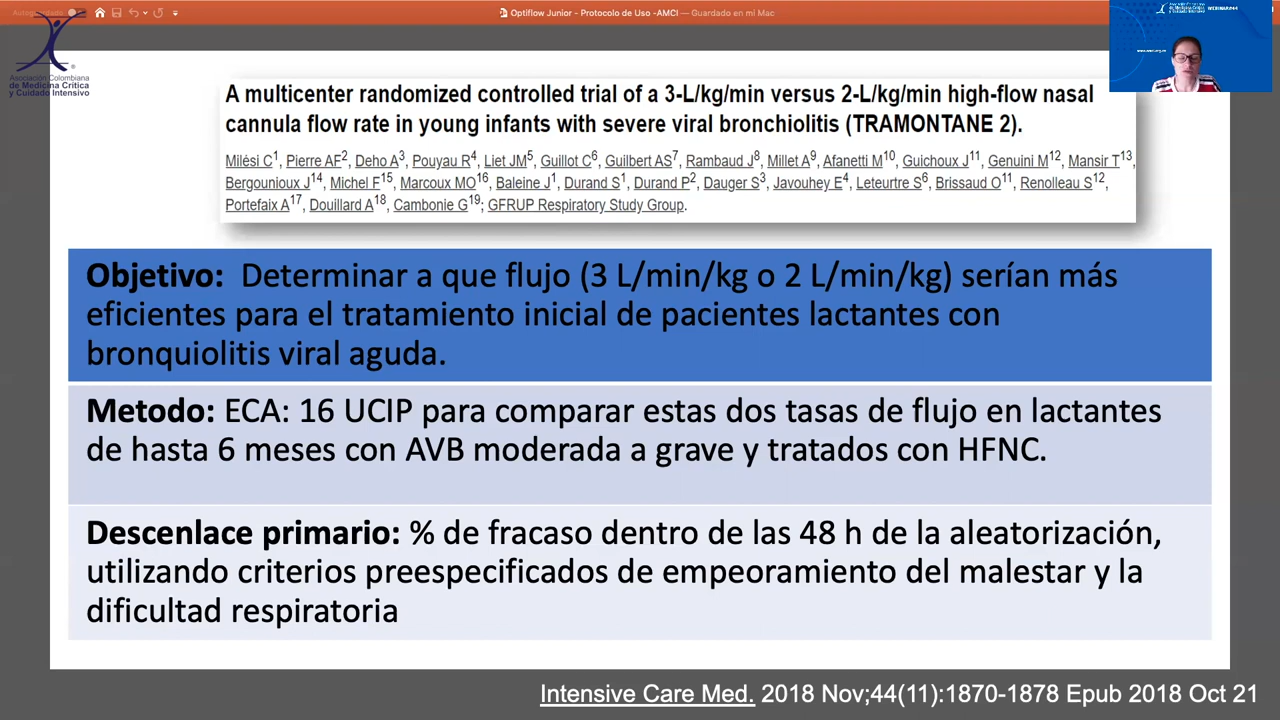 Optiflow Junior - Protocolo de Uso -AMCI — Guardado en mi Mac
Asociación Colombiana
de Medicina Crítica
y Cuidado Intensivo
A multicenter randomized controlled trial of a 3-L/kg/min versus 2-L/kg/min high-flow nasal
cannula flow rate in young infants with severe viral bronchiolitis (TRAMONTANE 2).
Milési C1, Pierre AF2, Deho A3, Pouyau R4, Liet JM5, Guillot C6, Guilbert AS7, Rambaud J8, Millet A9, Afanetti M10, Guichoux J11, Genuini M12, Mansir T13,
Bergounioux J14, Michel F15, Marcoux MO16, Baleine J1, Durand S1, Durand P2, Dauger S3, Javouhey E4, Leteurtre S6, Brissaud O11, Renolleau S12,
Portefaix A17, Douillard A18, Cambonie G19; GFRUP Respiratory Study Group.
Objetivo: Determinar a que flujo (3 L/min/kg o 2 L/min/kg) serían más
eficientes para el tratamiento inicial de pacientes lactantes con
bronquiolitis viral aguda.
Metodo: ECA: 16 UCIP para comparar estas dos tasas de flujo en lactantes
de hasta 6 meses con AVB moderada a grave y tratados con HFNC.
Descenlace primario: % de fracaso dentro de las 48 h de la aleatorización,
utilizando criterios preespecificados de empeoramiento del malestar y la
dificultad respiratoria
Intensive Care Med. 2018 Nov;44(11):1870-1878 Epub 2018 Oct 21